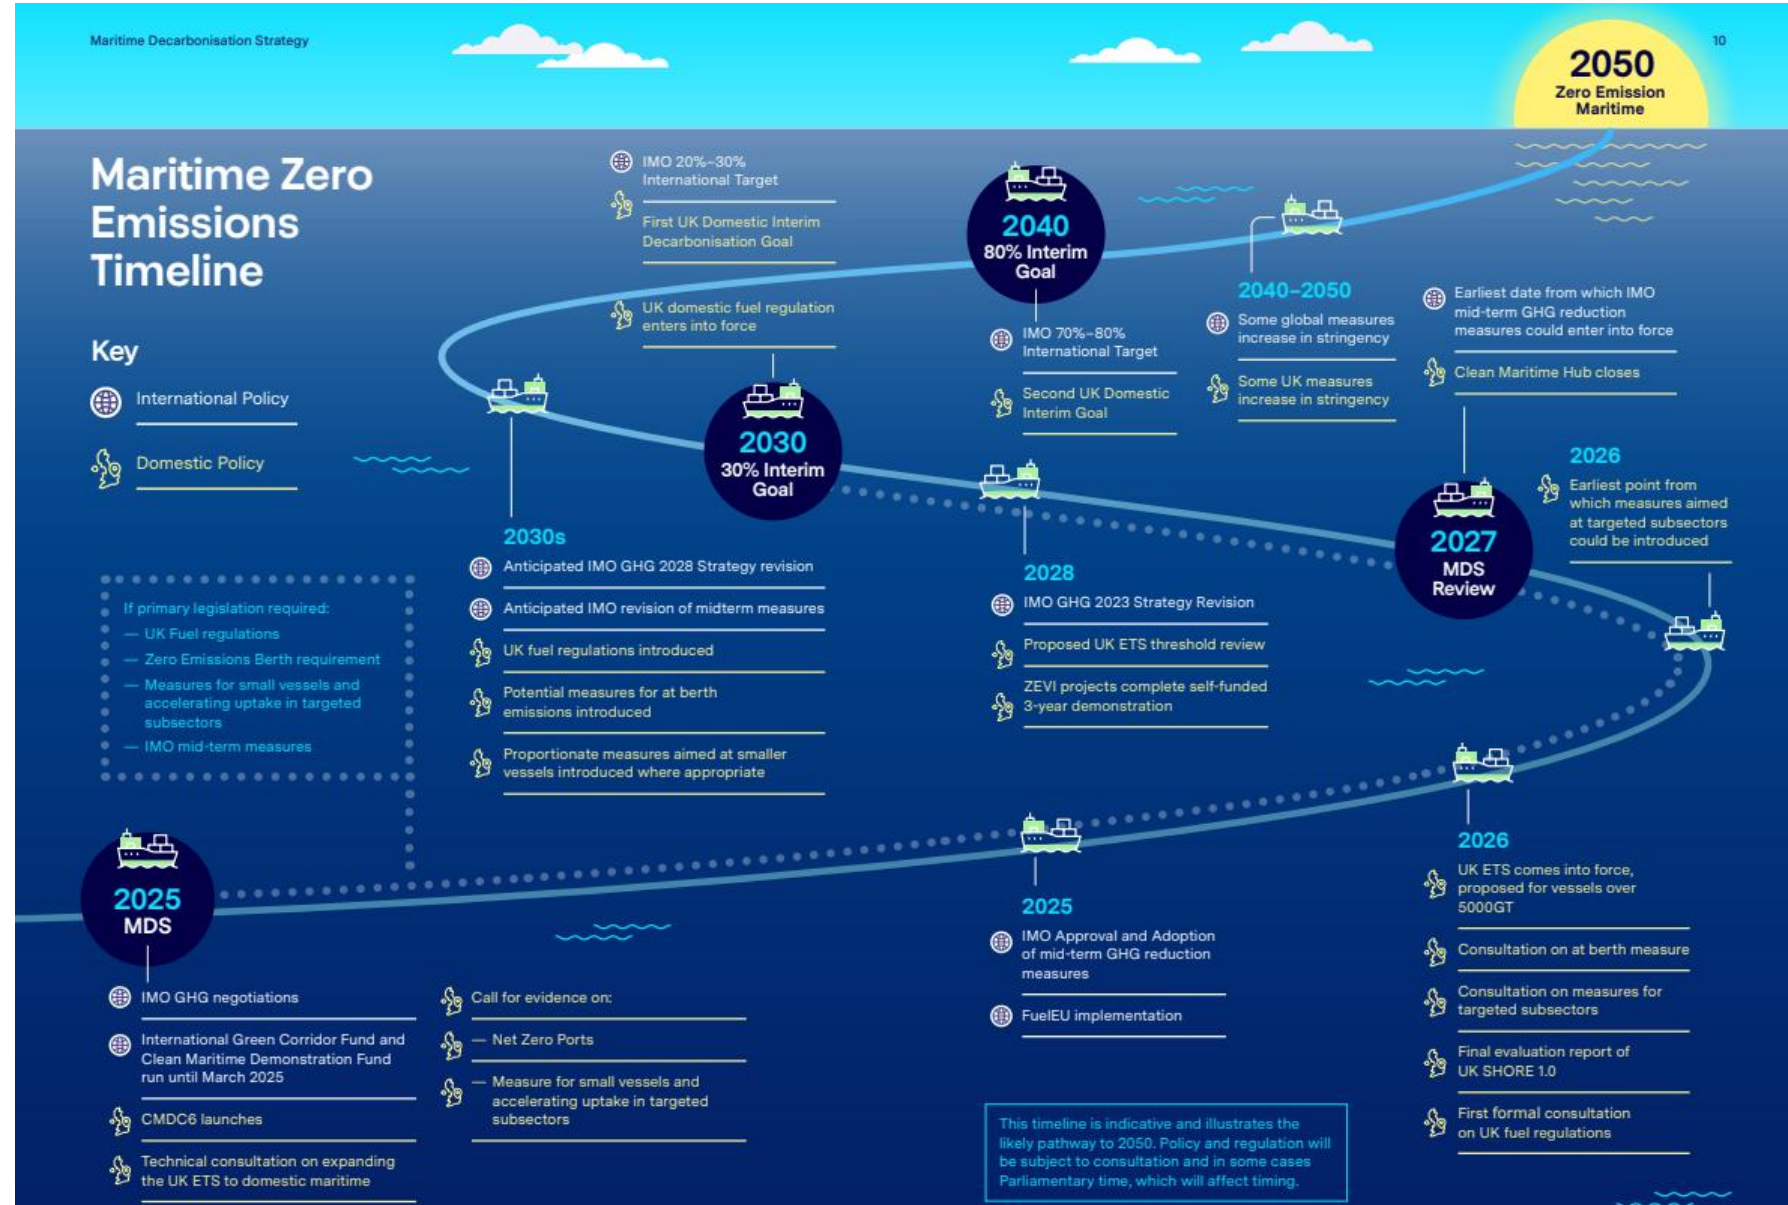 Maritime Decarbonisation Strategy
10
2050
Zero Emission
Maritime
Maritime Zero
Emissions
Timeline
Key
International Policy
Domestic Policy
IMO 20%–30%
International Target
First UK Domestic Interim
Decarbonisation Goal
UK domestic fuel regulation
enters into force
2030
30% Interim
Goal
2040
80% Interim
Goal
IMO 70%–80%
International Target
Second UK Domestic
Interim Goal
2040–2050
Some global measures
increase in stringency
Some UK measures
increase in stringency
Earliest date from which IMO
mid-term GHG reduction
measures could enter into force
Clean Maritime Hub closes
2027
MDS
Review
2026
Earliest point from
which measures aimed
at targeted subsectors
could be introduced
2030s
Anticipated IMO GHG 2028 Strategy revision
Anticipated IMO revision of midterm measures
UK fuel regulations introduced
Potential measures for at berth
emissions introduced
Proportionate measures aimed at smaller
vessels introduced where appropriate
2028
IMO GHG 2023 Strategy Revision
Proposed UK ETS threshold review
ZEVI projects complete self-funded
3-year demonstration
If primary legislation required:
— UK Fuel regulations
— Zero Emissions Berth requirement
— Measures for small vessels and
accelerating uptake in targeted
subsectors
— IMO mid-term measures
2025
MDS
IMO GHG negotiations
International Green Corridor Fund and
Clean Maritime Demonstration Fund
run until March 2025
CMDC6 launches
Technical consultation on expanding
the UK ETS to domestic maritime
Call for evidence on:
— Net Zero Ports
— Measure for small vessels and
accelerating uptake in targeted
subsectors
2025
IMO Approval and Adoption
of mid-term GHG reduction
measures
FuelEU implementation
2026
UK ETS comes into force,
proposed for vessels over
5000GT
Consultation on at berth measure
Consultation on measures for
targeted subsectors
Final evaluation report of
UK SHORE 1.0
First formal consultation
on UK fuel regulations
This timeline is indicative and illustrates the
likely pathway to 2050. Policy and regulation will
be subject to consultation and in some cases
Parliamentary time, which will affect timing.